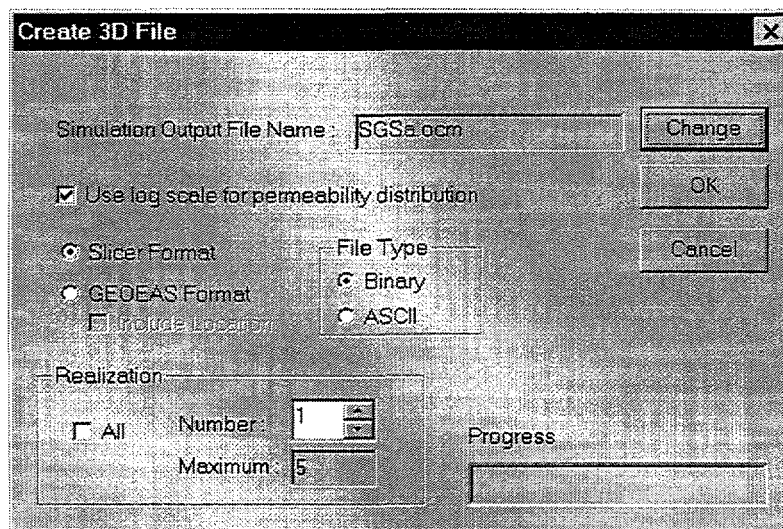 Create 3D File
Simulation Output File Name : SGSa.ocm Change
Use log scale for permeability distribution OK
Slicer Format File Type Cancel
GEOEAS Format Binary
Include Location ASCII
Realization
All Number : 1 Progress
Maximum : 5